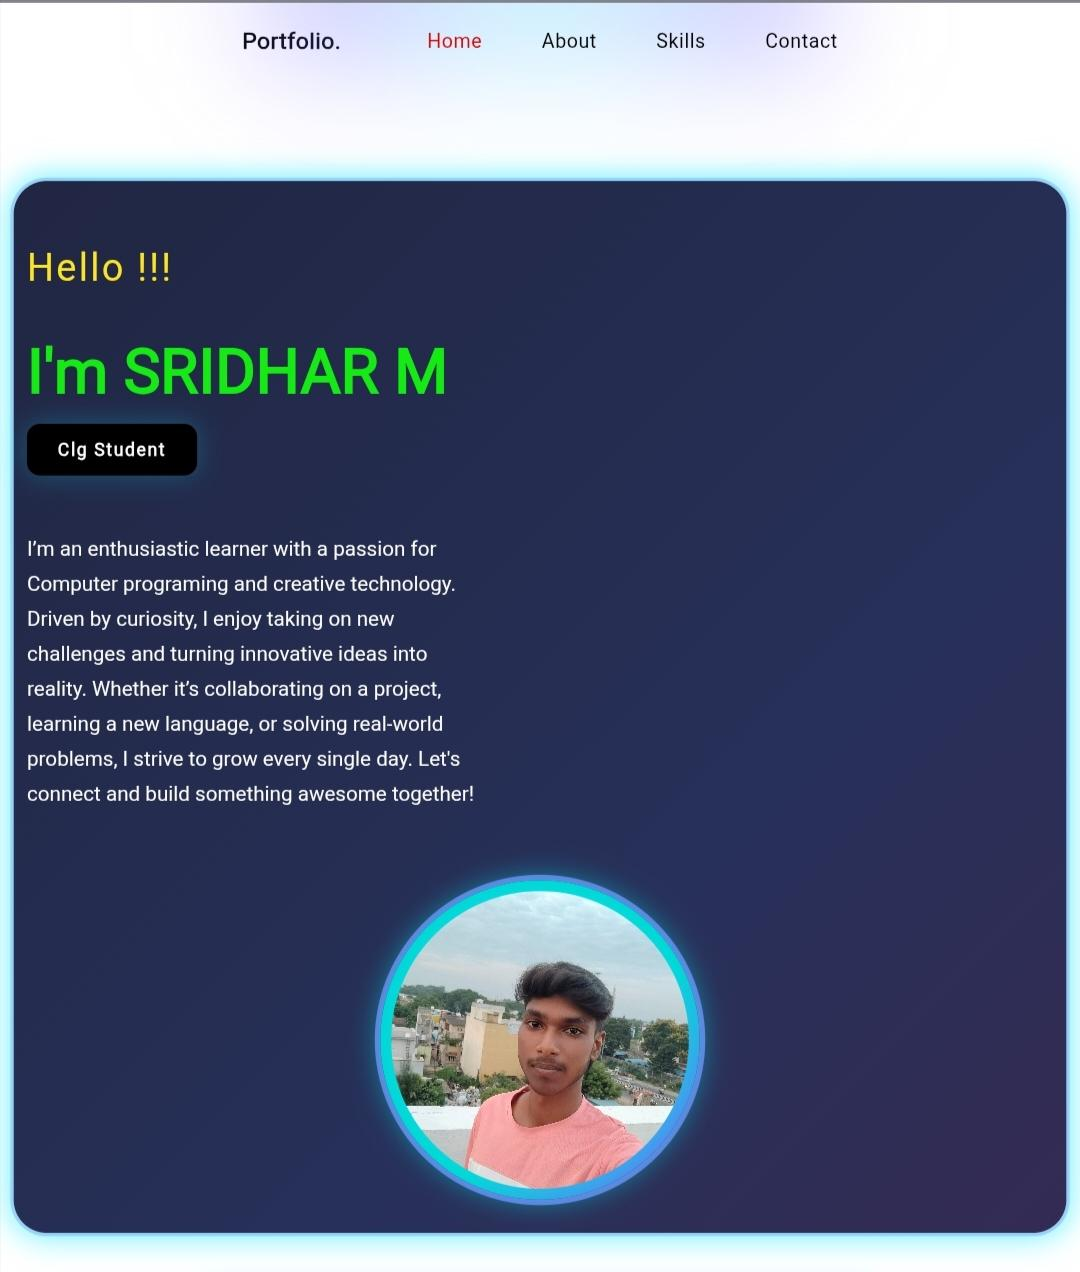 Portfolio. Home About Skills Contact
Hello !!!
I'm SRIDHAR M
Clg Student
I’m an enthusiastic learner with a passion for
Computer programing and creative technology.
Driven by curiosity, I enjoy taking on new
challenges and turning innovative ideas into
reality. Whether it’s collaborating on a project,
learning a new language, or solving real-world
problems, I strive to grow every single day. Let's
connect and build something awesome together!